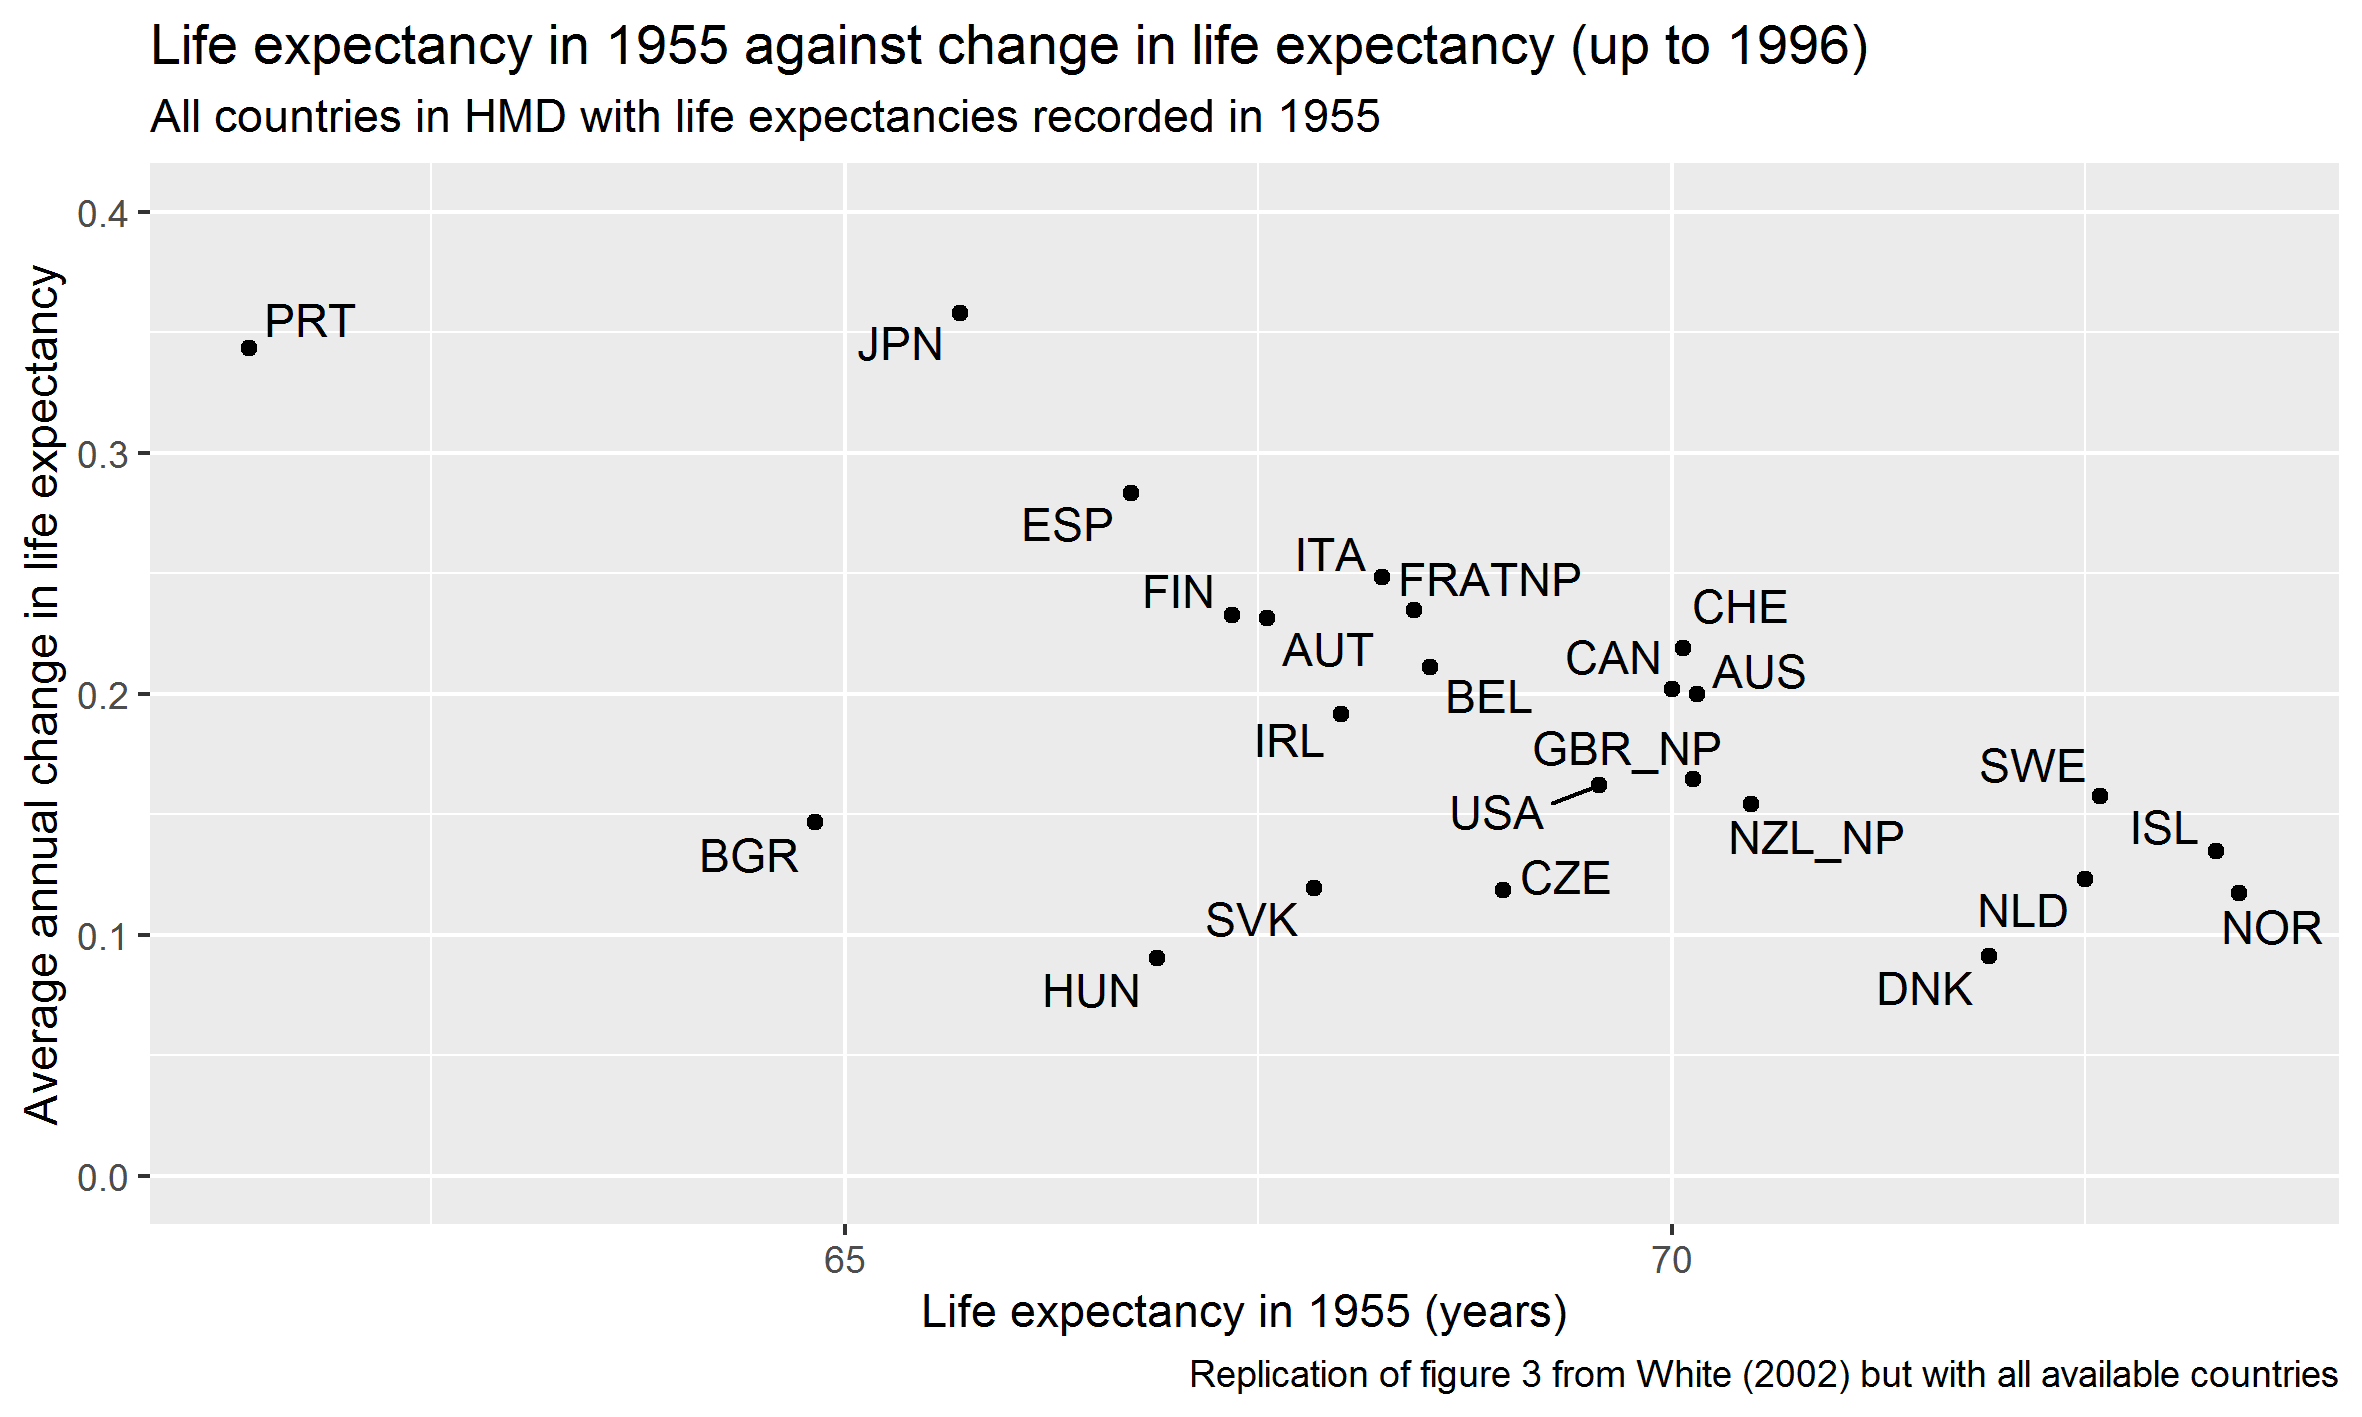 Life expectancy in 1955 against change in life expectancy (up to 1996)
All countries in HMD with life expectancies recorded in 1955
Average annual change in life expectancy
0.4
0.3
0.2
0.1
0.0
PRT
JPN
ESP
ITA
FRATNP
FIN
CHE
AUT
CAN
AUS
BEL
IRL
GBR_NP
SWE
USA
NZL_NP
ISL
BGR
CZE
SVK
NLD
NOR
HUN
DNK
65
70
Life expectancy in 1955 (years)
Replication of figure 3 from White (2002) but with all available countries